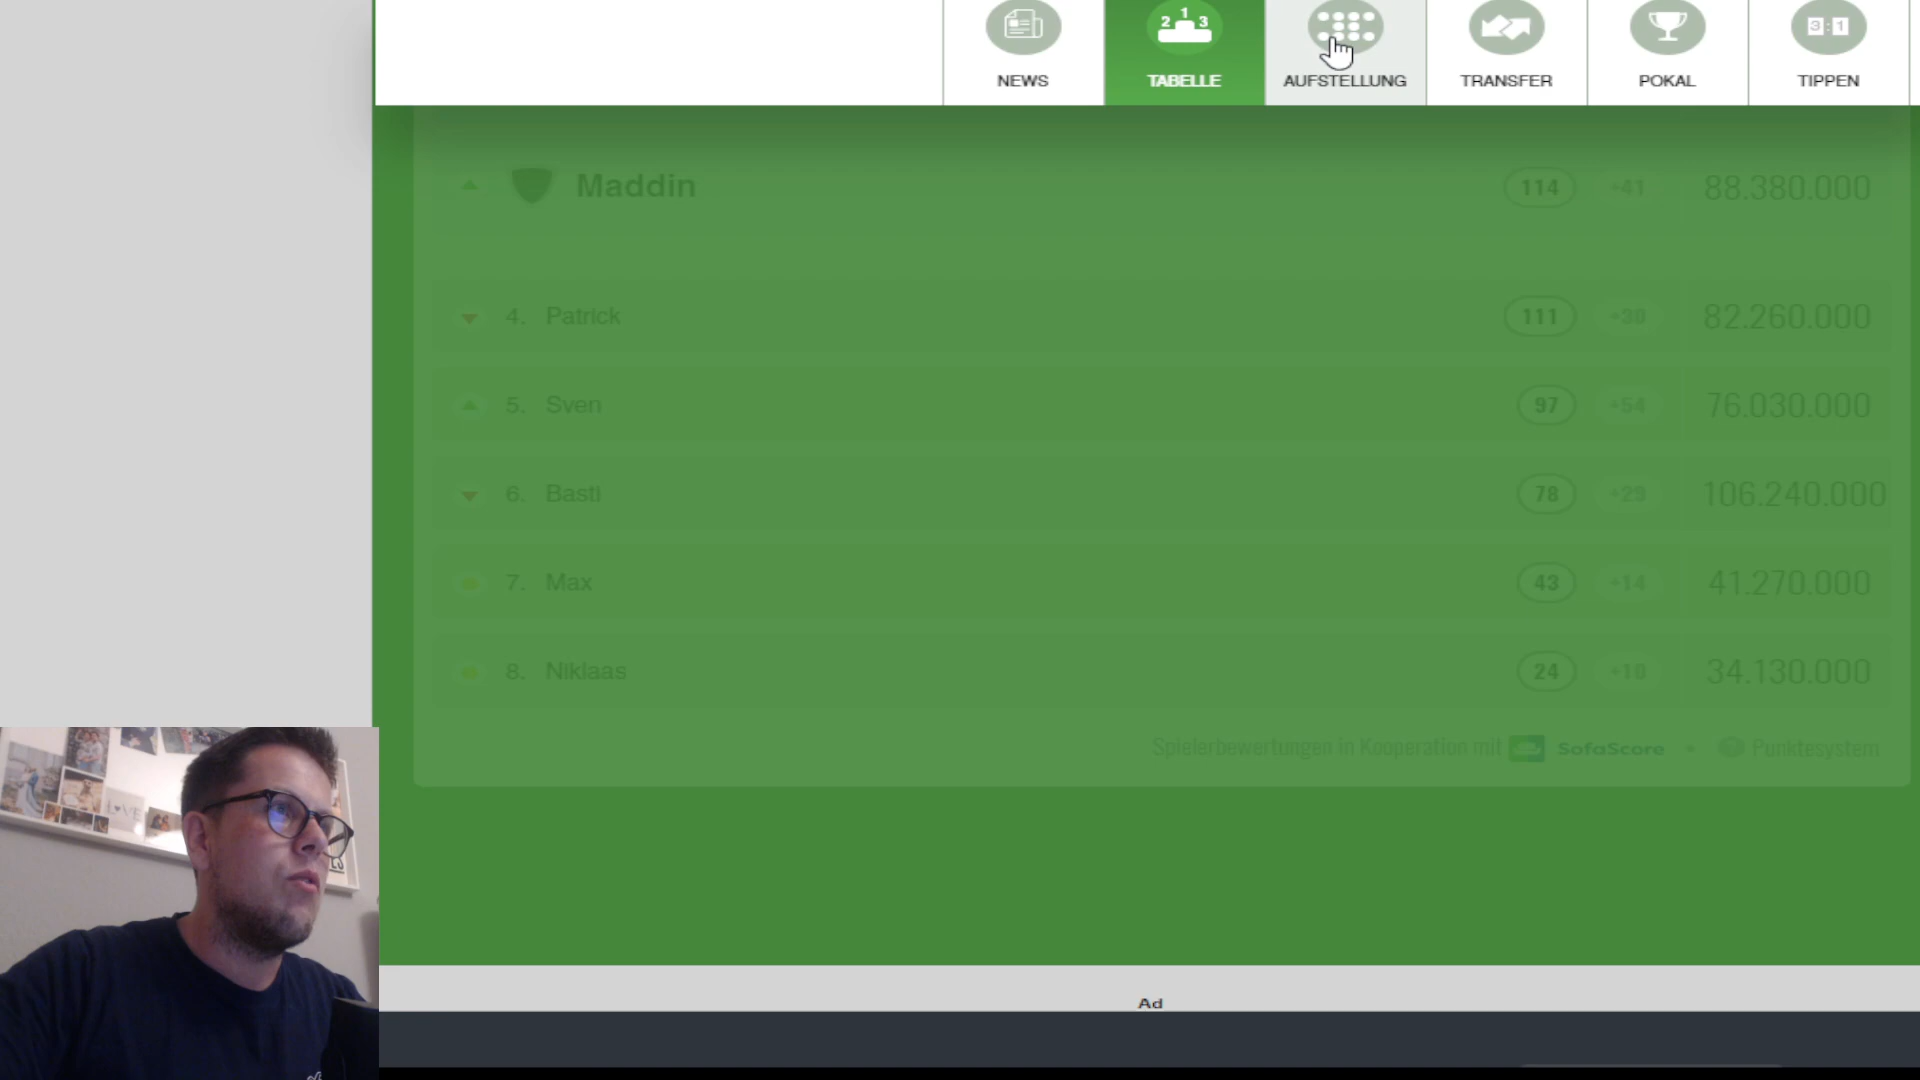 2 1 3
3:1
NEWS
TABELLE
AUFSTELLUNG
TRANSFER
POKAL
TIPPEN
Maddin 114 +41 88.380.000
4. Patrick 111 82.260.000
5. Sven 97 +54 76.030.000
6. Basti 78 +29 106.240.000
7. Max 43 +14 41.270.000
8. Niklaas 24 +10 34.130.000
Spielerbewertungen in Kooperation mit SofaScore • ? Punktesystem
LOVE
Ad